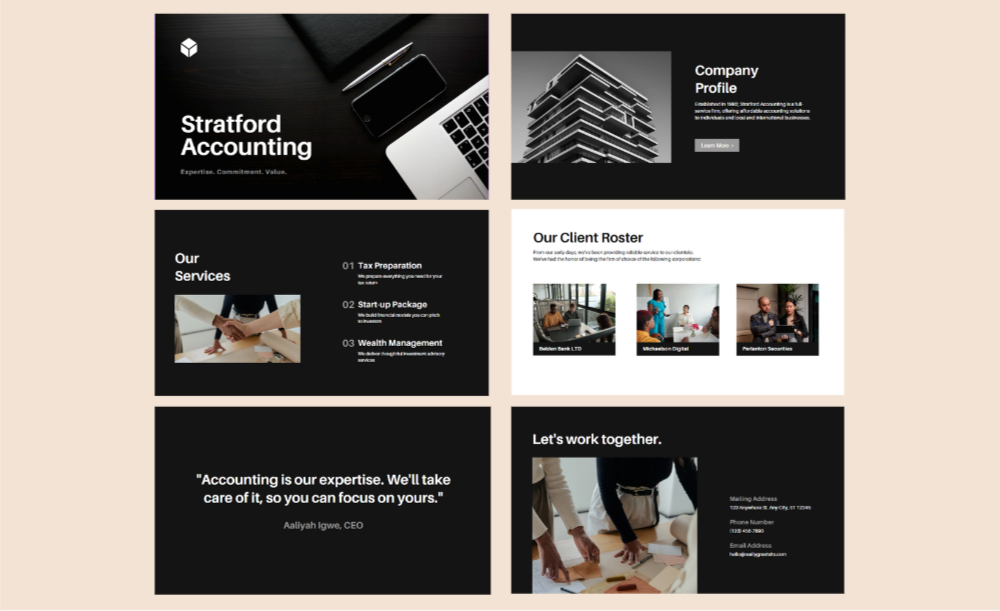 Stratford
Accounting
Expertise. Commitment. Value.
Company
Profile
Established in 1982, Stratford Accounting is a full-
service firm, offering affordable accounting solutions
to individuals and local and international businesses.
Learn More >
Our
Services
01 Tax Preparation
We prepare everything you need for your
tax return
02 Start-up Package
We build financial models you can pitch
to investors
03 Wealth Management
We deliver thoughtful investment advisory
services
Our Client Roster
From our early days, we've been providing reliable service to our clientele.
We've had the honor of being the firm of choice of the following corporations:
Belden Bank LTD
Michaelson Digital
Securities
"Accounting is our expertise. We'll take
care of it, so you can focus on yours."
Aaliyah Igwe, CEO
Let's work together.
Mailing Address
123 Anywhere St. Any City, ST 12345
Phone Number
(123) 456 7890
Email Address
hello@reallygreatsite.com